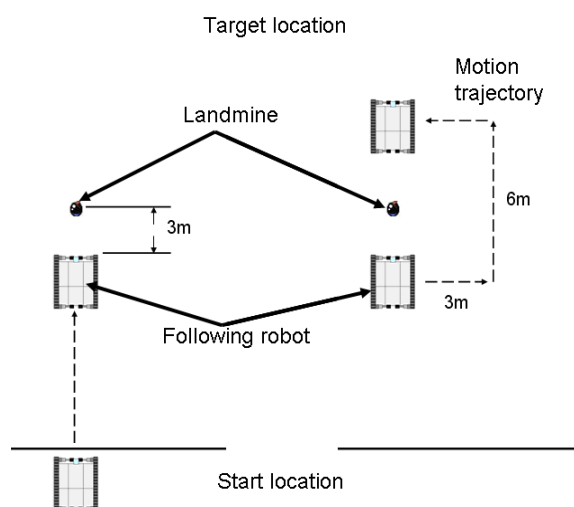 Target location
Motion
trajectory
Landmine
3m
6m
3m
Following robot
Start location